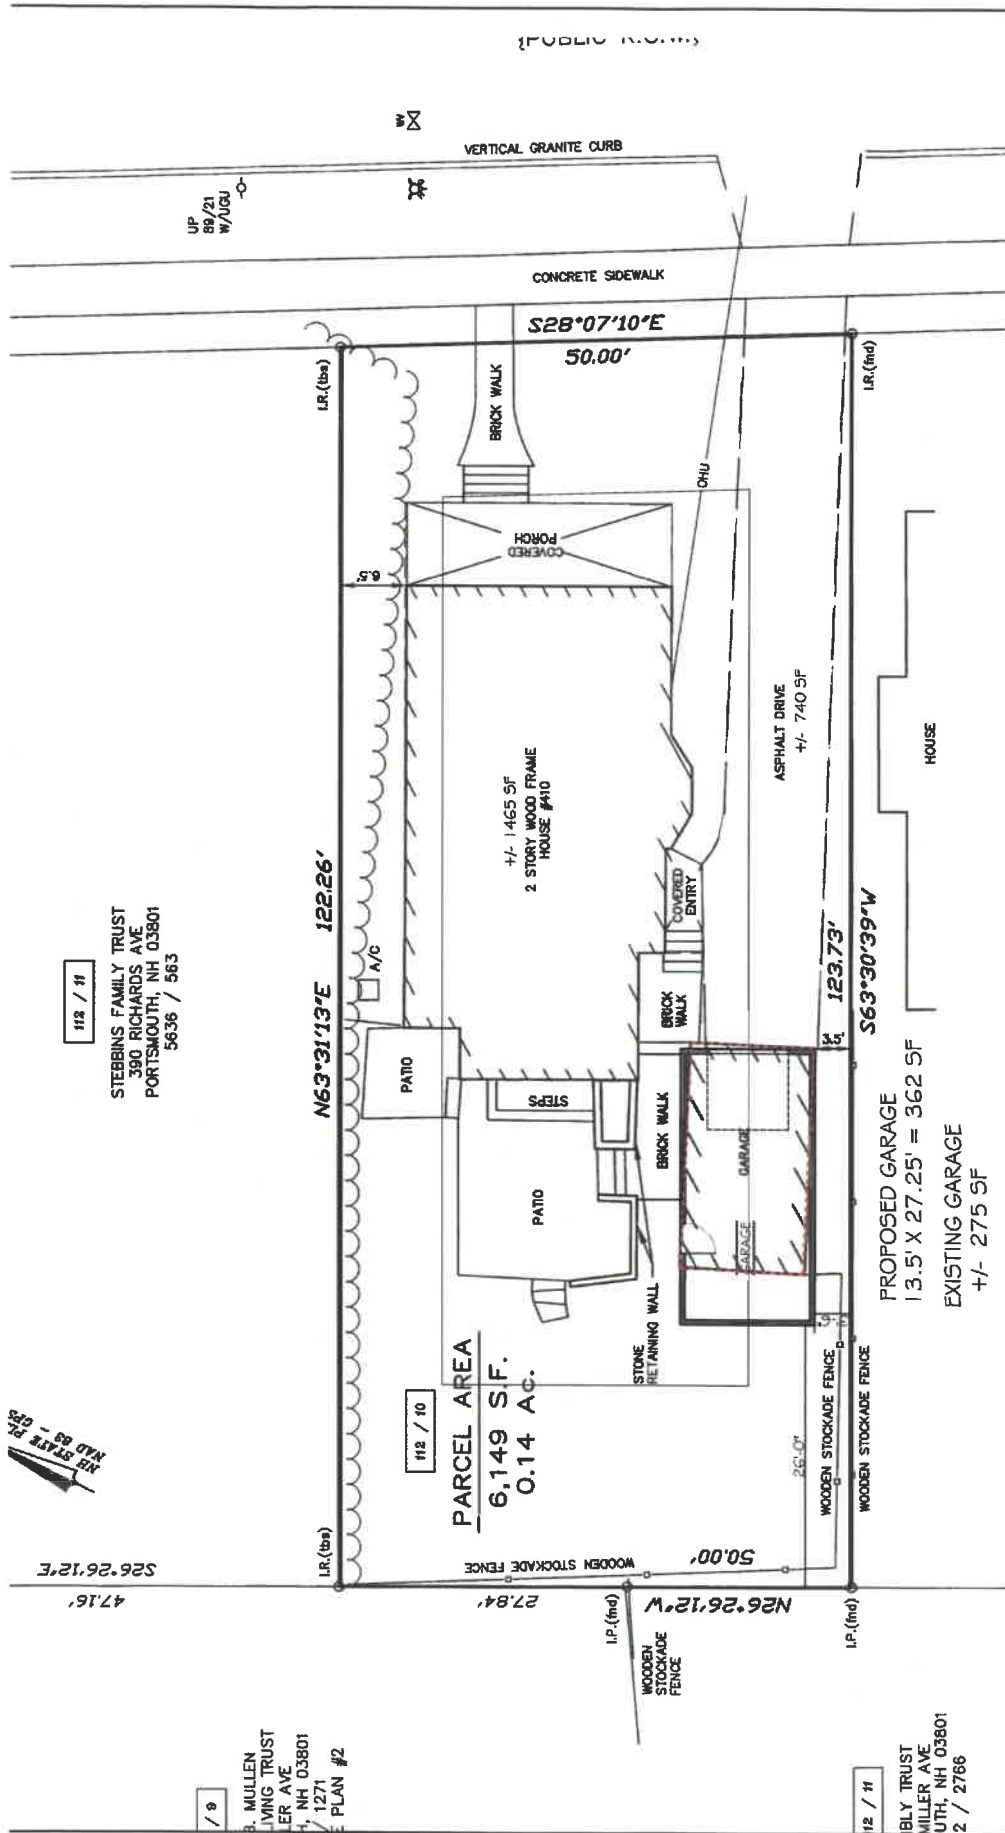 {PUBLIC R.O.W.}
W
VERTICAL GRANITE CURB
UP
89/21
W/UGU
CONCRETE SIDEWALK
S28°07'10"E
50.00'
I.R.(tbs)
I.R.(fnd)
BRICK WALK
OHU
COVERED
PORCH
6.5'
ASPHALT DRIVE
+/- 740 SF
HOUSE
+/- 1465 SF
2 STORY WOOD FRAME
HOUSE #410
COVERED
ENTRY
N63°31'13"E 122.26'
112 / 11
STEBBINS FAMILY TRUST
390 RICHARDS AVE
PORTSMOUTH, NH 03801
5636 / 563
A/C
BRICK
WALK
123.73'
S63°30'39"W
3.5'
PATIO
STEPS
BRICK WALK
GARAGE
PATIO
GARAGE
PROPOSED GARAGE
13.5' X 27.25' = 362 SF
EXISTING GARAGE
+/- 275 SF
STONE
RETAINING WALL
112 / 10
PARCEL AREA
6,149 S.F.
0.14 Ac.
26'-0"
WOODEN STOCKADE FENCE
WOODEN STOCKADE FENCE
NH STATE PL
NAD 83 - GPS
I.R.(tbs)
WOODEN STOCKADE FENCE
50.00'
S26°26'12"E
47.16'
27.84'
N26°26'12"W
I.P.(fnd)
I.P.(fnd)
WOODEN
STOCKADE
FENCE
/ 9
B. MULLEN
IVING TRUST
LER AVE
H, NH 03801
/ 1271
E PLAN #2
12 / 11
IBLY TRUST
MILLER AVE
UTH, NH 03801
2 / 2766